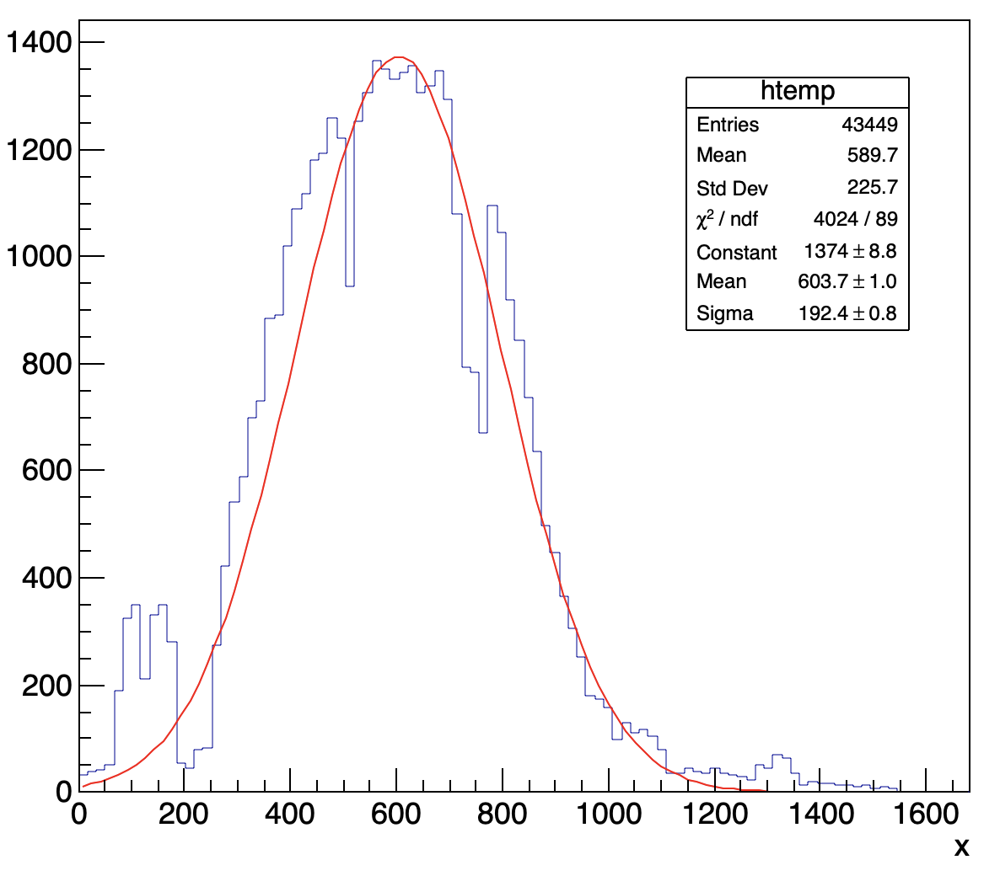 1400
1200
1000
800
600
400
200
0
htemp
Entries 43449
Mean 589.7
Std Dev 225.7
χ² / ndf 4024 / 89
Constant 1374 ± 8.8
Mean 603.7 ± 1.0
Sigma 192.4 ± 0.8
0 200 400 600 800 1000 1200 1400 1600
x